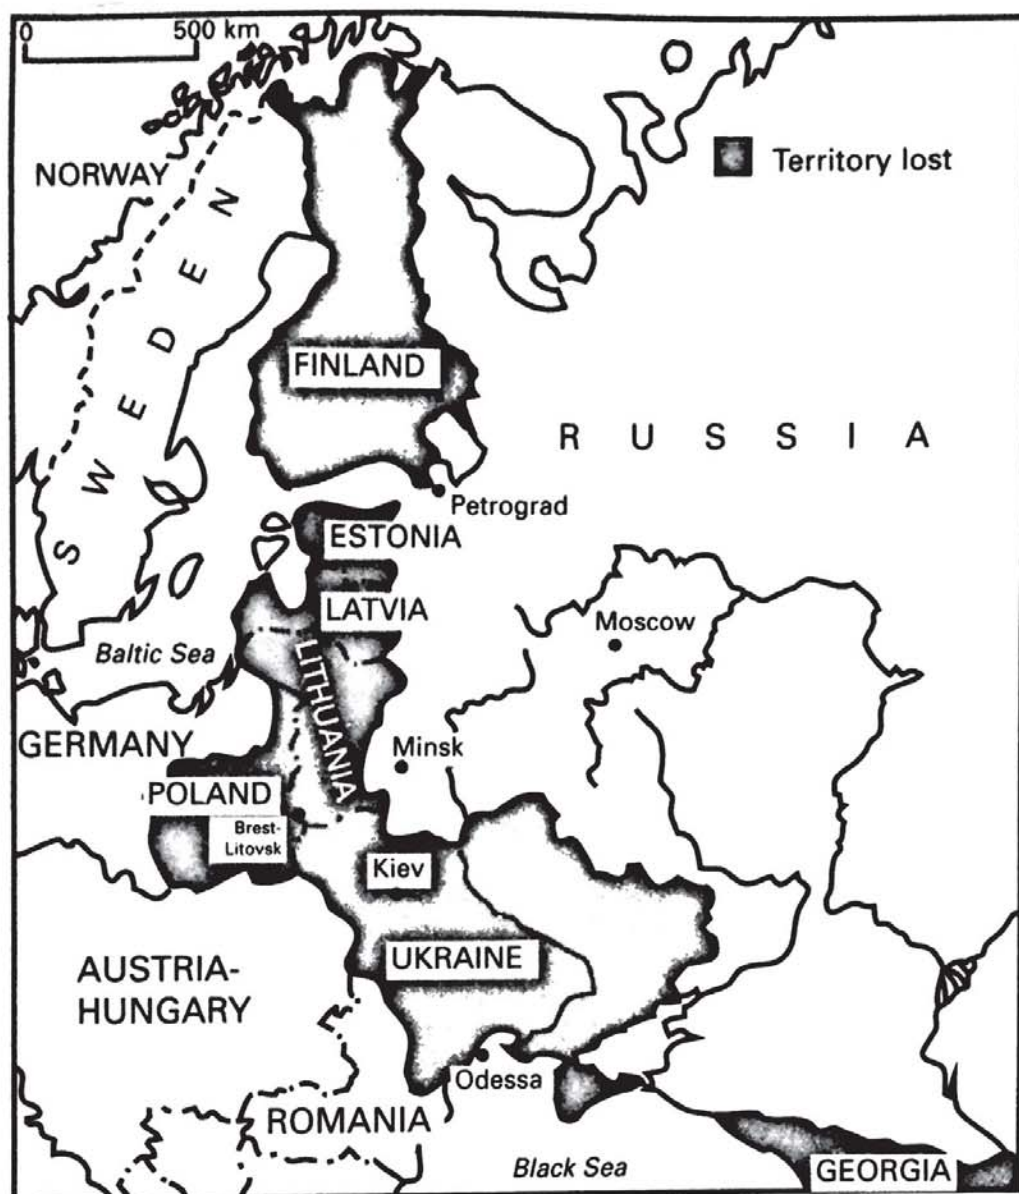 0 500 km
NORWAY
Territory lost
SWEDEN
FINLAND
RUSSIA
Petrograd
ESTONIA
LATVIA
Moscow
Baltic Sea
LITHUANIA
GERMANY
Minsk
POLAND
Brest-
Litovsk
Kiev
UKRAINE
AUSTRIA-
HUNGARY
Odessa
ROMANIA
Black Sea
GEORGIA